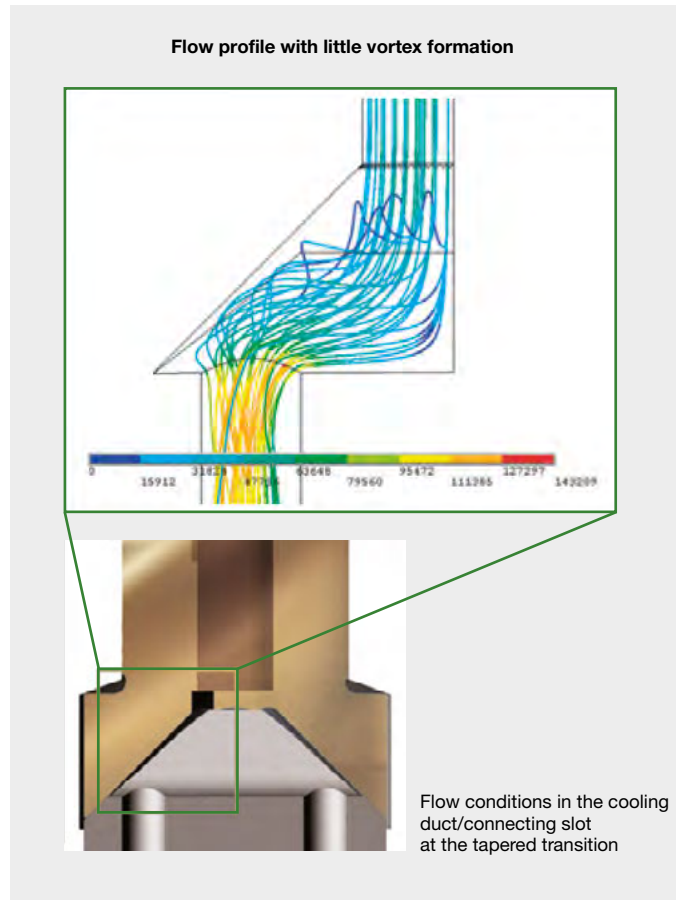 Flow profile with little vortex formation
0 63648 95472 127297
15912 79560 111385 143209
Flow conditions in the cooling
duct/connecting slot
at the tapered transition